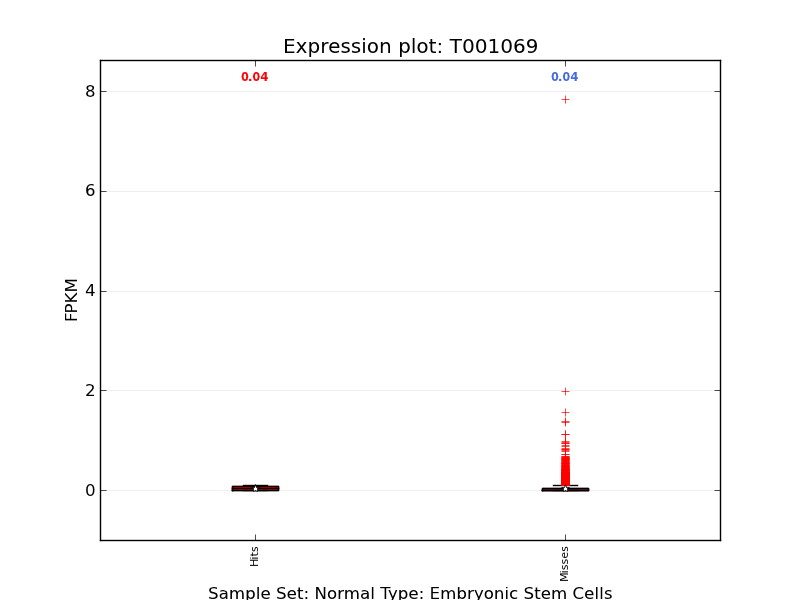 Expression plot: T001069
0.04
0.04
8
6
4
2
0
FPKM
Hits
Misses
Sample Set: Normal Type: Embryonic Stem Cells